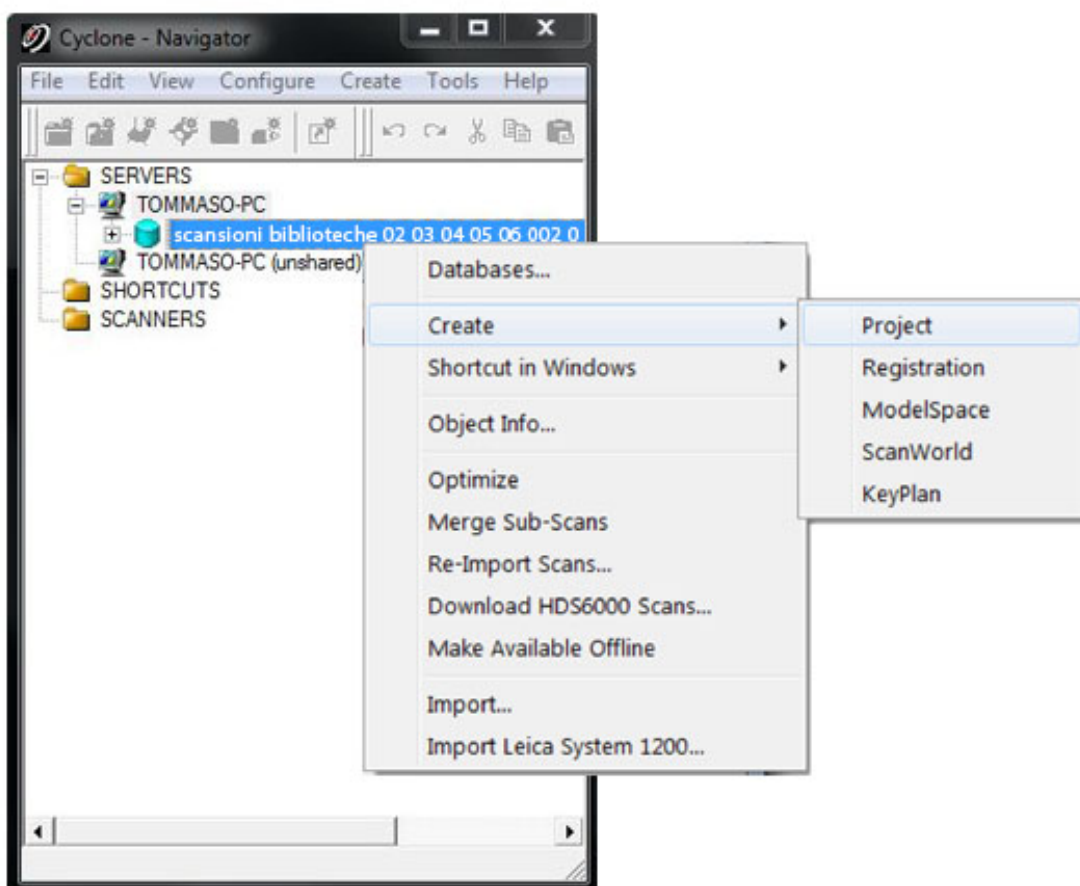 Cyclone - Navigator
File Edit View Configure Create Tools Help
SERVERS
TOMMASO-PC
scansioni biblioteche 02 03 04 05 06 002 0
TOMMASO-PC (unshared)
SHORTCUTS
SCANNERS
Databases...
Create
Shortcut in Windows
Object Info...
Optimize
Merge Sub-Scans
Re-Import Scans...
Download HDS6000 Scans...
Make Available Offline
Import...
Import Leica System 1200...
Project
Registration
ModelSpace
ScanWorld
KeyPlan